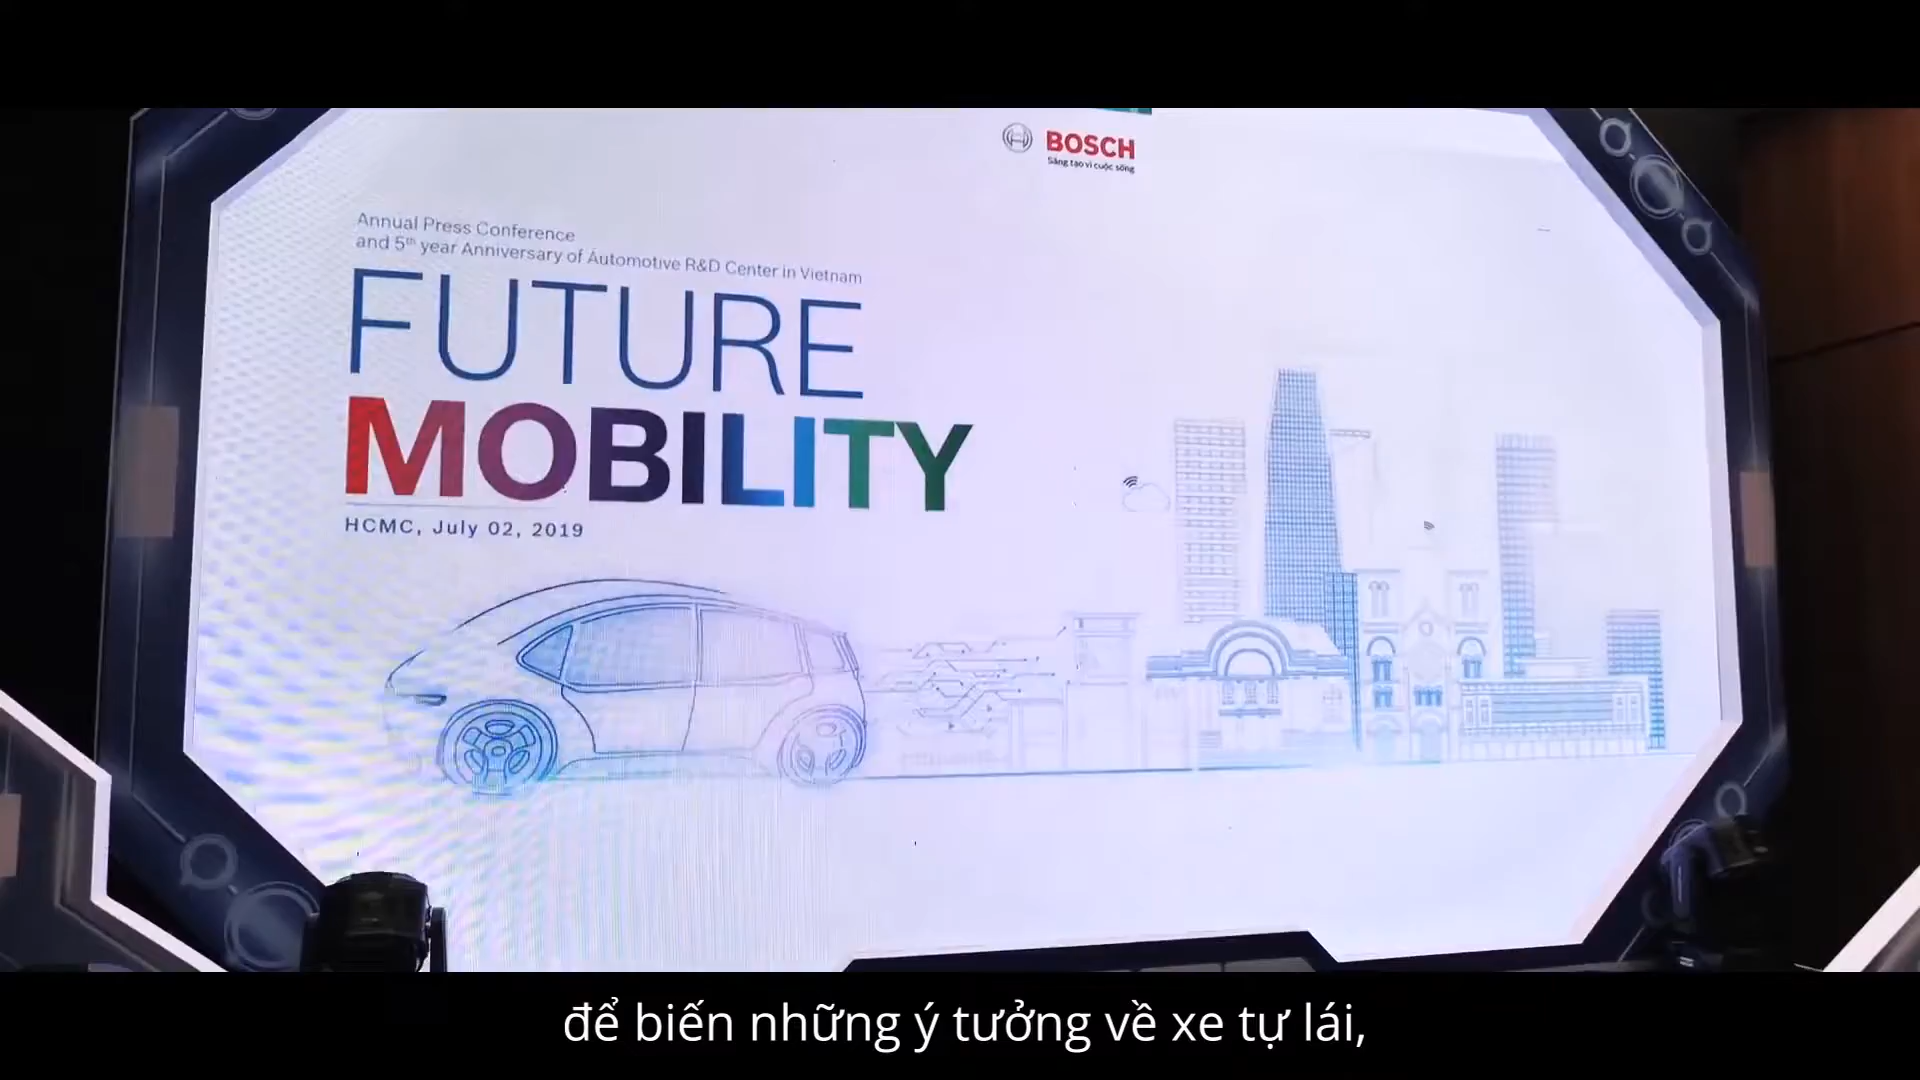 BOSCH
Sáng tạo vì cuộc sống
Annual Press Conference
and 5th year Anniversary of Automotive R&D Center in Vietnam
FUTURE
MOBILITY
HCMC, July 02, 2019
để biến những ý tưởng về xe tự lái,